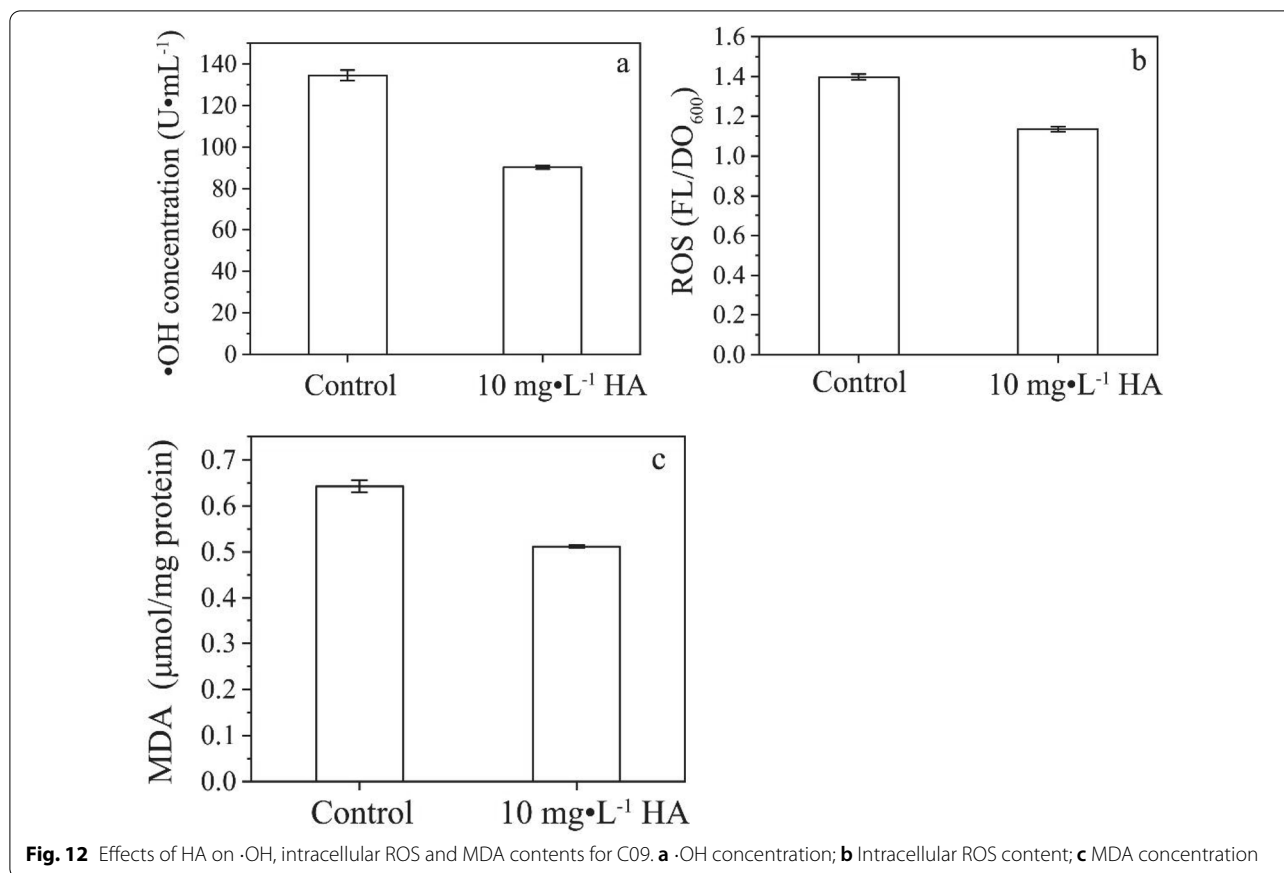 a
•OH concentration (U•mL⁻¹)
140
120
100
80
60
40
20
0
Control 10 mg•L⁻¹ HA
b
ROS (FL/DO₆₀₀)
1.6
1.4
1.2
1.0
0.8
0.6
0.4
0.2
0.0
Control 10 mg•L⁻¹ HA
c
MDA (μmol/mg protein)
0.7
0.6
0.5
0.4
0.3
0.2
0.1
0.0
Control 10 mg•L⁻¹ HA
Fig. 12 Effects of HA on ·OH, intracellular ROS and MDA contents for C09. a ·OH concentration; b Intracellular ROS content; c MDA concentration